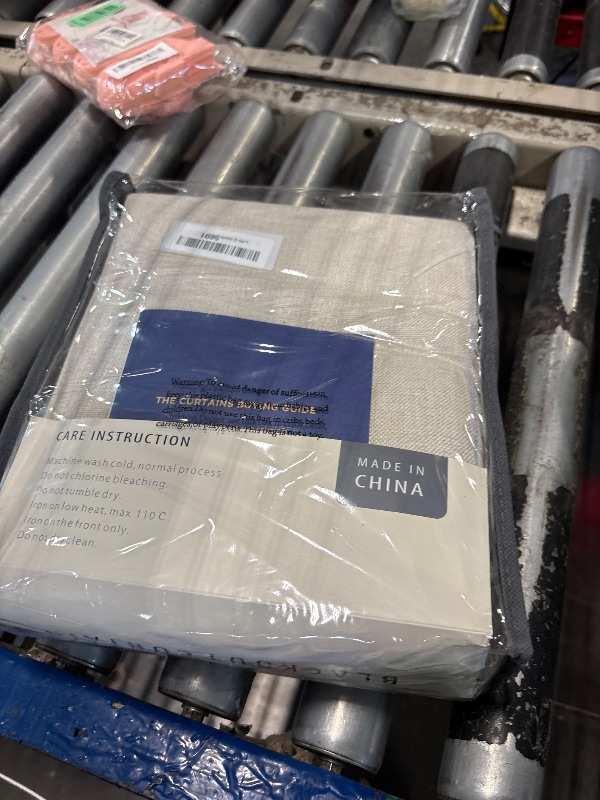 Warning: To avoid danger of suffocation,
THE CURTAINS BUYING GUIDE
children. Do not use this bag in cribs, beds,
carriages or playpens. This bag is not a toy.
CARE INSTRUCTION
Machine wash cold, normal process
Do not chlorine bleaching.
Do not tumble dry.
Iron on low heat, max. 110 C.
Iron on the front only.
Do not clean.
MADE IN
CHINA
BLACKOUT CURTAIN